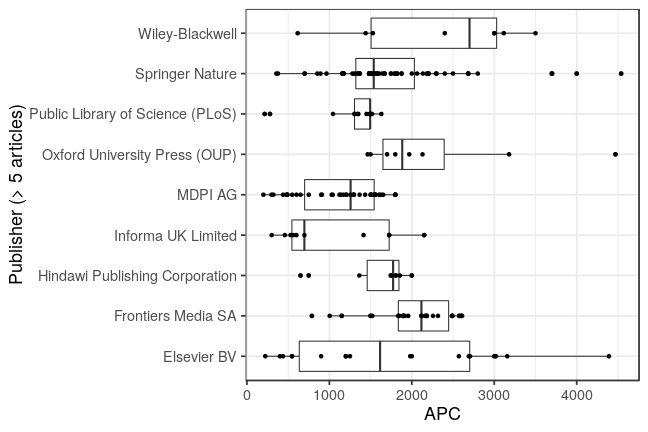 Publisher (> 5 articles)
Wiley-Blackwell
Springer Nature
Public Library of Science (PLoS)
Oxford University Press (OUP)
MDPI AG
Informa UK Limited
Hindawi Publishing Corporation
Frontiers Media SA
Elsevier BV
0 1000 2000 3000 4000
APC